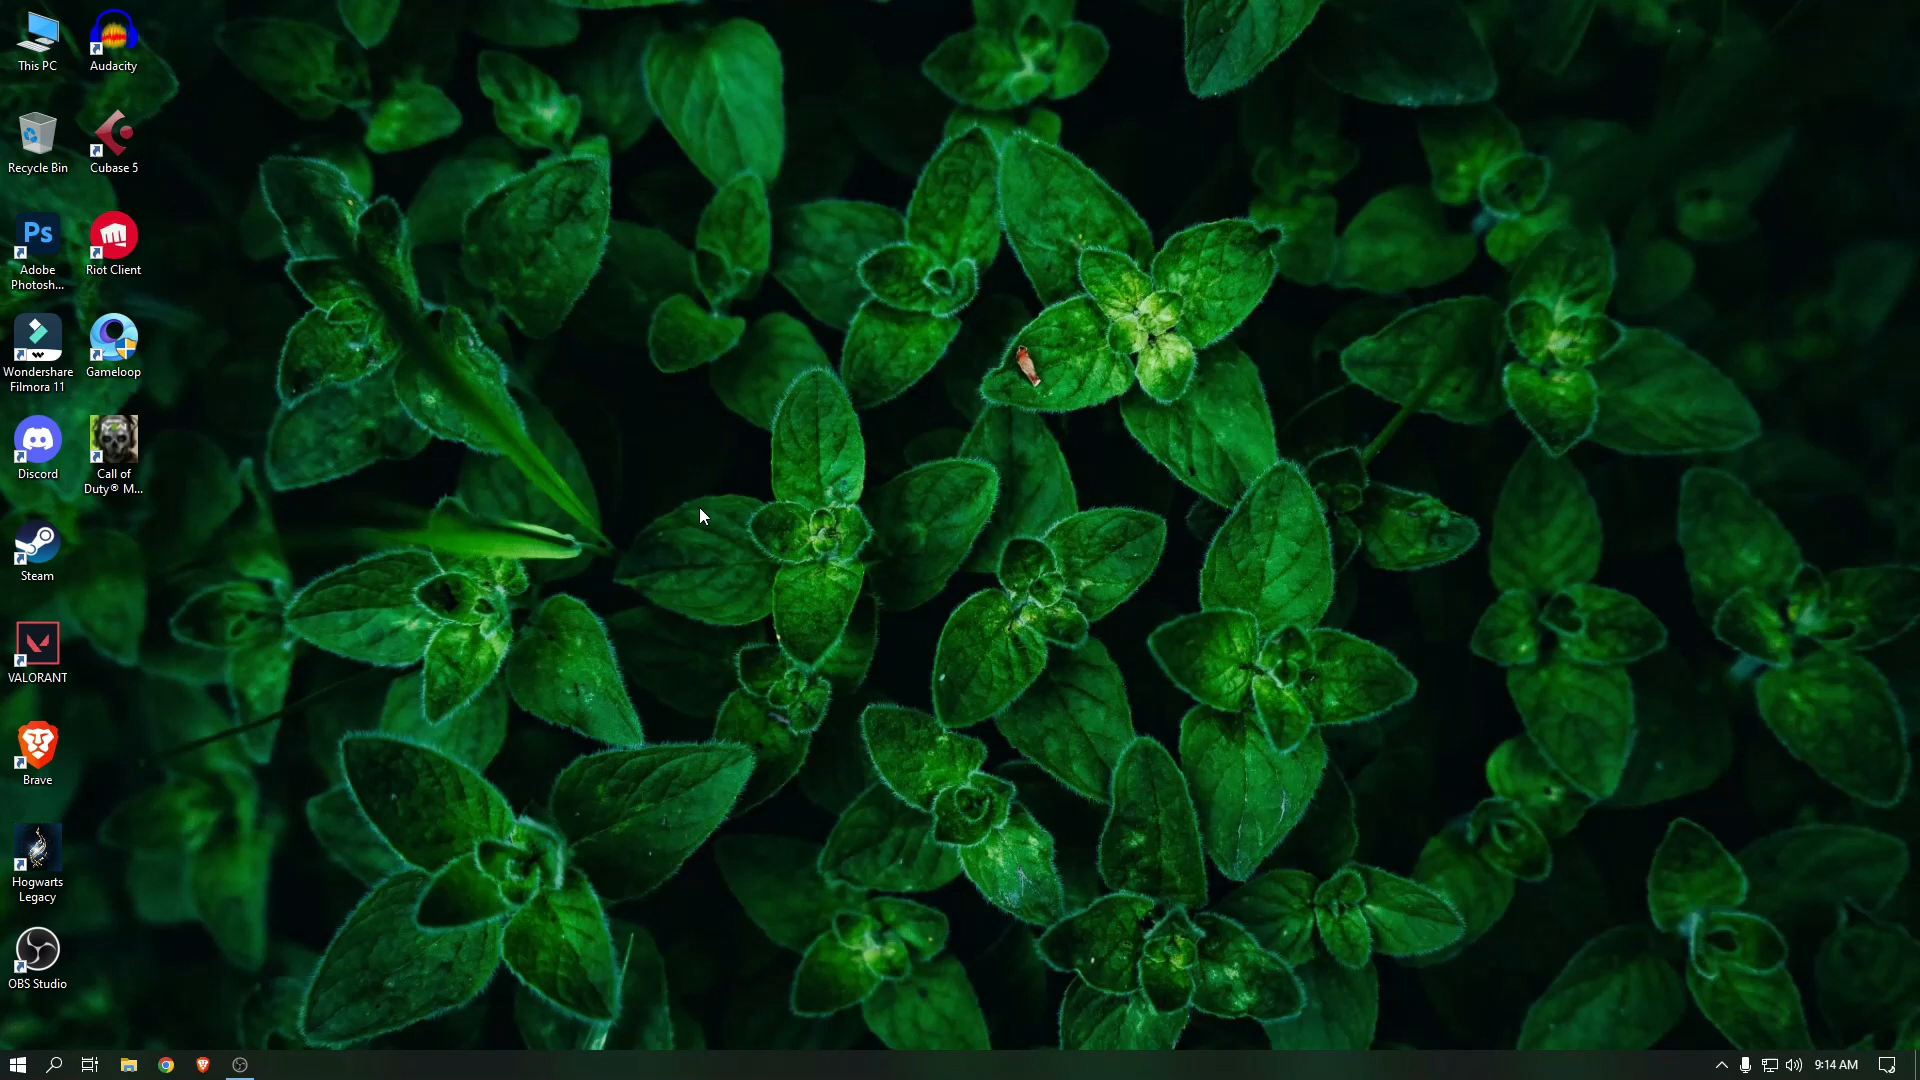 This PC
Audacity
Recycle Bin
Cubase 5
Ps
Adobe
Photosh...
Riot Client
Wondershare
Filmora 11
Gameloop
Discord
Call of
Duty® M...
Steam
VALORANT
Brave
Hogwarts
Legacy
OBS Studio
9:14 AM